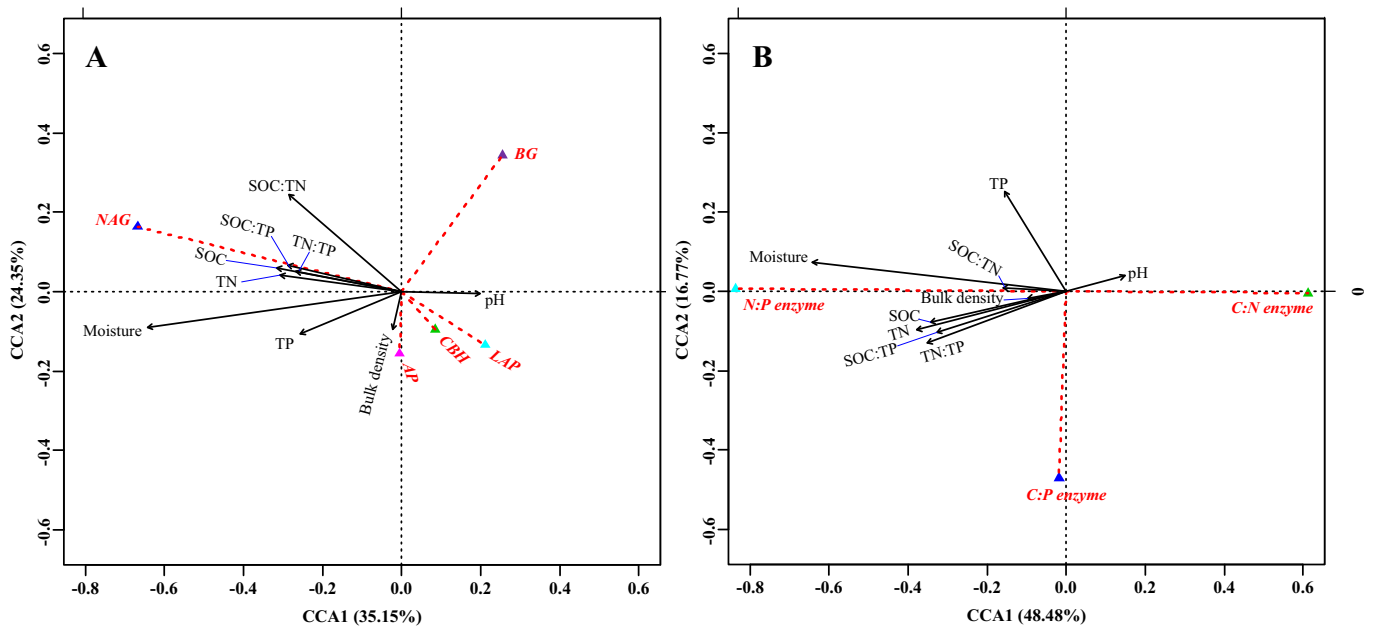 A
0.6
0.4
0.2
0.0
-0.2
-0.4
-0.6
CCA2 (24.35%)
BG
SOC:TN
NAG
SOC:TP
TN:TP
SOC
TN
pH
Moisture
TP
Bulk density
AP
CBH
LAP
-0.8
-0.6
-0.4
-0.2
0.0
0.2
0.4
0.6
CCA1 (35.15%)
B
0.6
0.4
0.2
0.0
-0.2
-0.4
-0.6
CCA2 (16.77%)
TP
Moisture
SOC:TN
pH
0
N:P enzyme
Bulk density
C:N enzyme
SOC
TN
SOC:TP
TN:TP
C:P enzyme
-0.8
-0.6
-0.4
-0.2
0.0
0.2
0.4
0.6
CCA1 (48.48%)